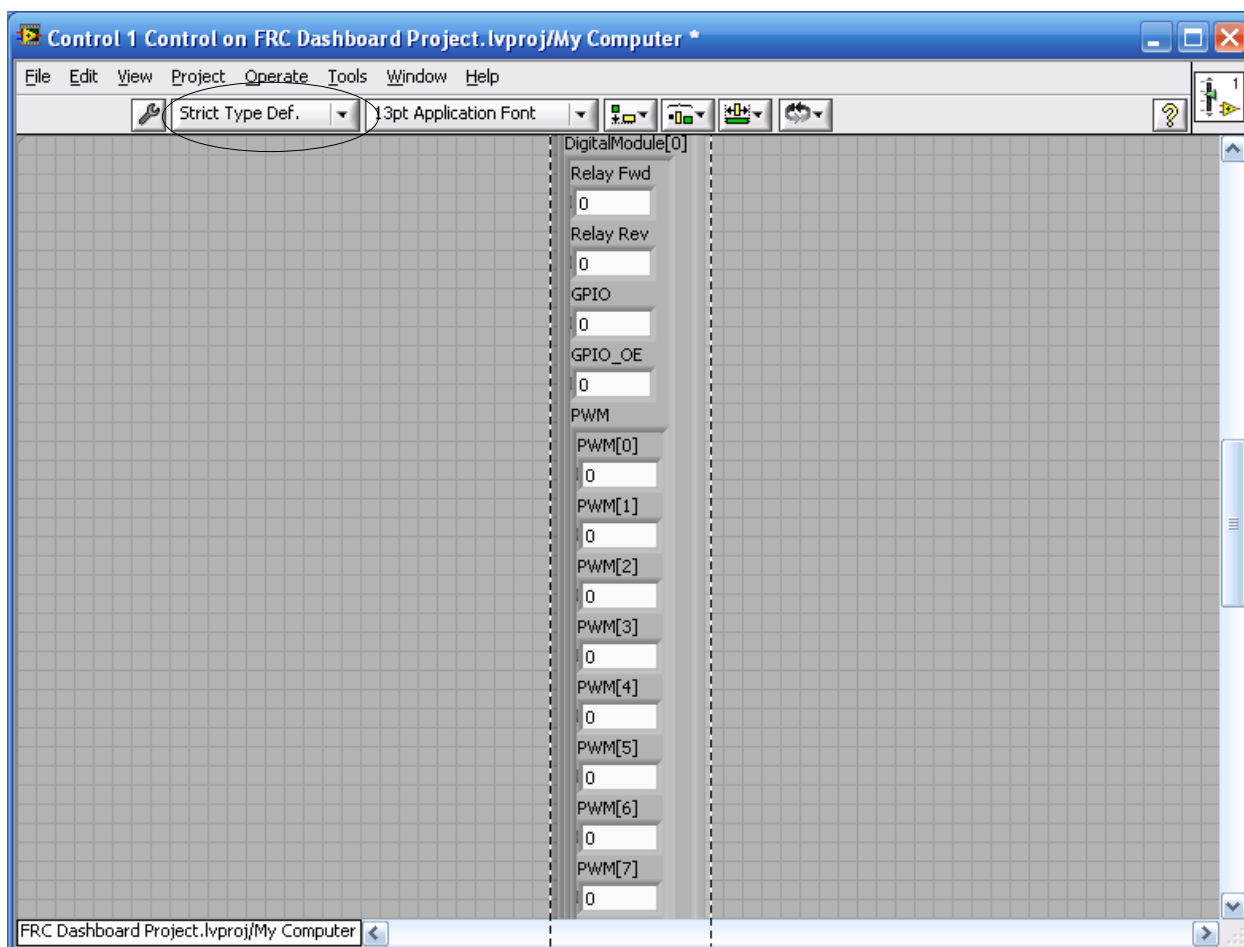 Control 1 Control on FRC Dashboard Project.lvproj/My Computer *
File Edit View Project Operate Tools Window Help
Strict Type Def. 13pt Application Font ?
1
DigitalModule[0]
Relay Fwd
0
Relay Rev
0
GPIO
0
GPIO_OE
0
PWM
PWM[0]
0
PWM[1]
0
PWM[2]
0
PWM[3]
0
PWM[4]
0
PWM[5]
0
PWM[6]
0
PWM[7]
0
FRC Dashboard Project.lvproj/My Computer